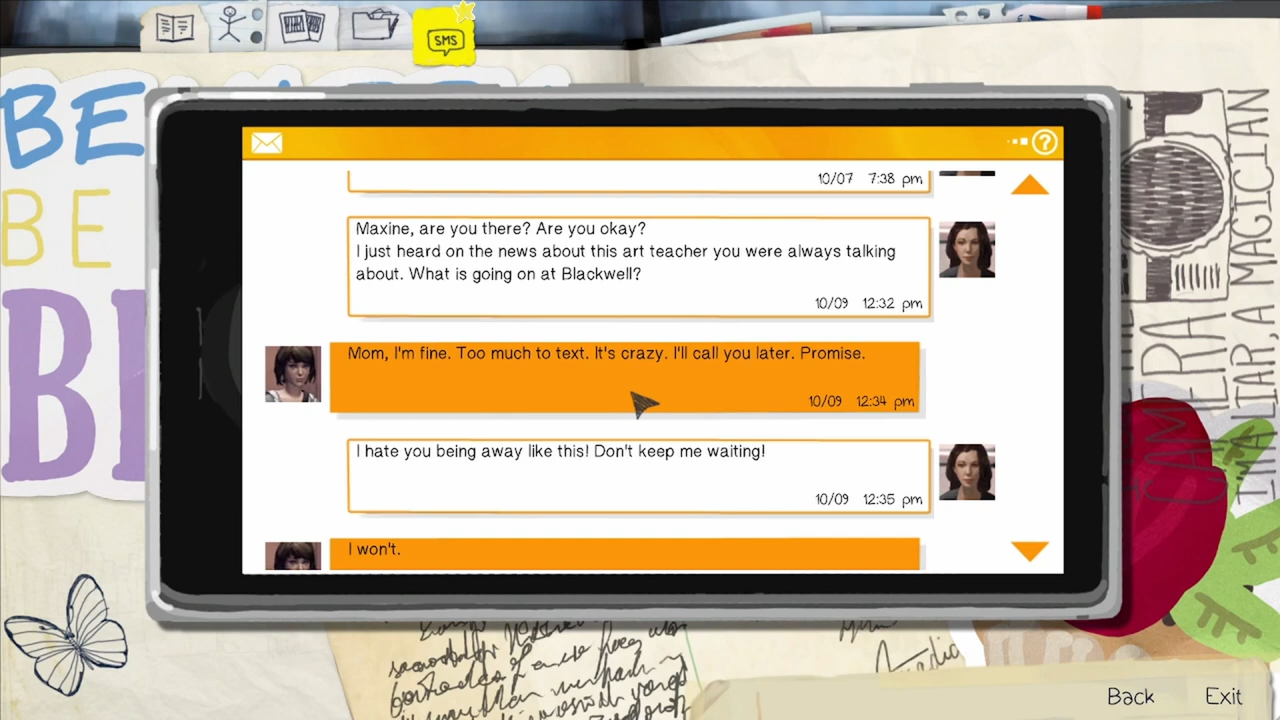 SMS
BE
BE
10/07 7:38 pm
Maxine, are you there? Are you okay?
I just heard on the news about this art teacher you were always talking
about. What is going on at Blackwell?
10/09 12:32 pm
Mom, I'm fine. Too much to text. It's crazy. I'll call you later. Promise.
10/09 12:34 pm
I hate you being away like this! Don't keep me waiting!
10/09 12:35 pm
I won't.
MAGICIAN
Back Exit